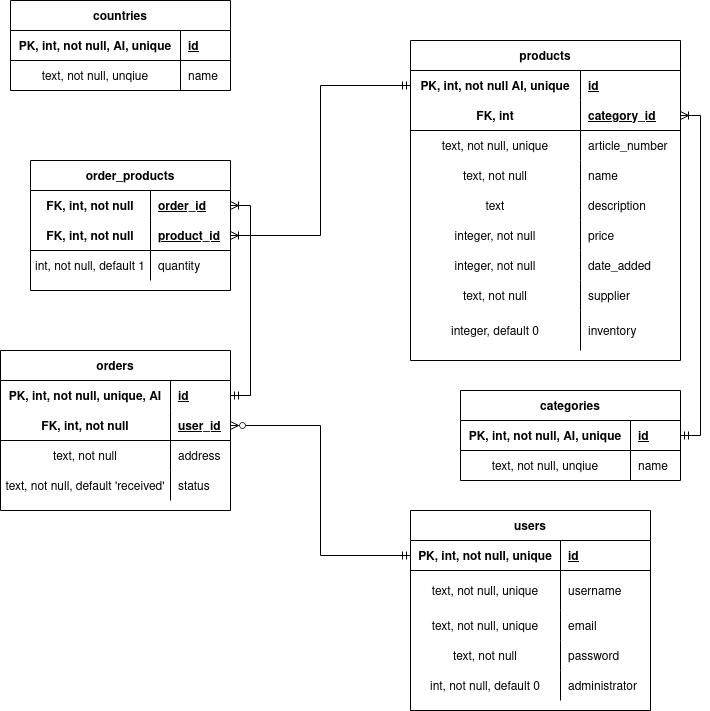 countries
PK, int, not null, AI, unique id
text, not null, unqiue name
products
PK, int, not null AI, unique id
FK, int category_id
text, not null, unique article_number
text, not null name
text description
integer, not null price
integer, not null date_added
text, not null supplier
integer, default 0 inventory
order_products
FK, int, not null order_id
FK, int, not null product_id
int, not null, default 1 quantity
orders
PK, int, not null, unique, AI id
FK, int, not null user_id
text, not null address
text, not null, default 'received' status
categories
PK, int, not null, AI, unique id
text, not null, unqiue name
users
PK, int, not null, unique id
text, not null, unique username
text, not null, unique email
text, not null password
int, not null, default 0 administrator